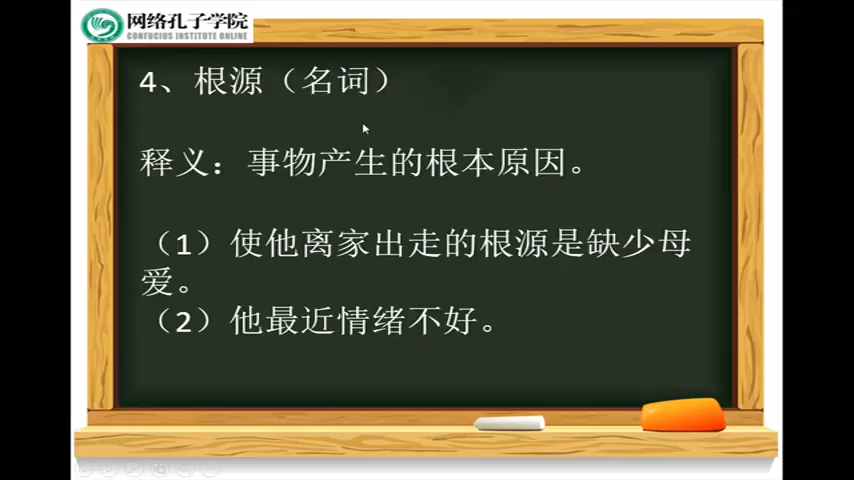 网络孔子学院
CONFUCIUS INSTITUTE ONLINE
4、根源（名词）
释义：事物产生的根本原因。
（1）使他离家出走的根源是缺少母
爱。
（2）他最近情绪不好。